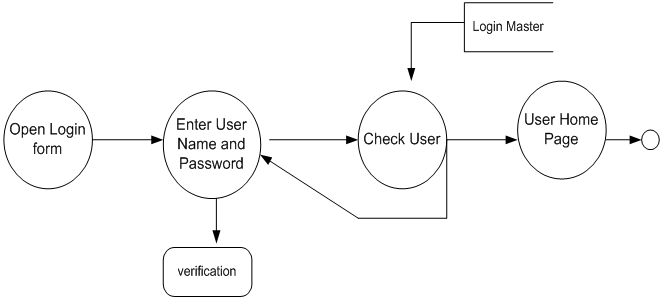 Login Master
Open Login
form
Enter User
Name and
Password
Check User
User Home
Page
verification